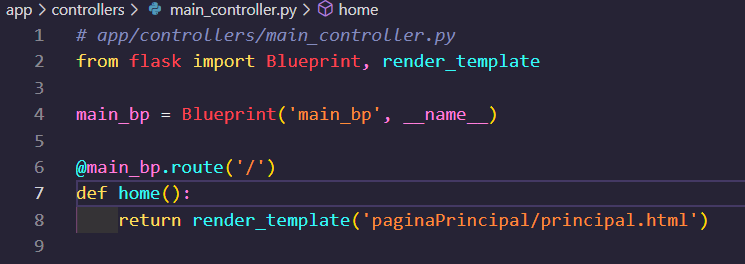 app > controllers > main_controller.py > home
1 # app/controllers/main_controller.py
2 from flask import Blueprint, render_template
3
4 main_bp = Blueprint('main_bp', __name__)
5
6 @main_bp.route('/')
7 def home():
8     return render_template('paginaPrincipal/principal.html')
9